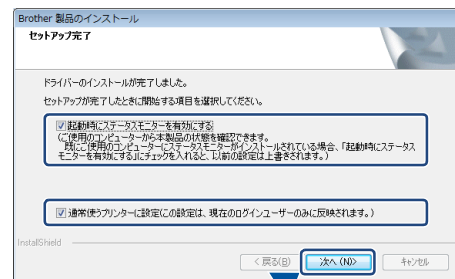 Brother 製品のインストール
セットアップ完了
ドライバーのインストールが完了しました。
セットアップが完了したときに開始する項目を選択してください。
起動時にステータスモニターを有効にする
(ご使用のコンピューターから本製品の状態を確認できます。
既にご使用のコンピューターにステータスモニターがインストールされている場合、「起動時にステータス
モニターを有効にする」にチェックを入れると、以前の設定は上書きされます。)
通常使うプリンターに設定(この設定は、現在のログインユーザーのみに反映されます。)
InstallShield
< 戻る(B)
次へ (N)>
キャンセル